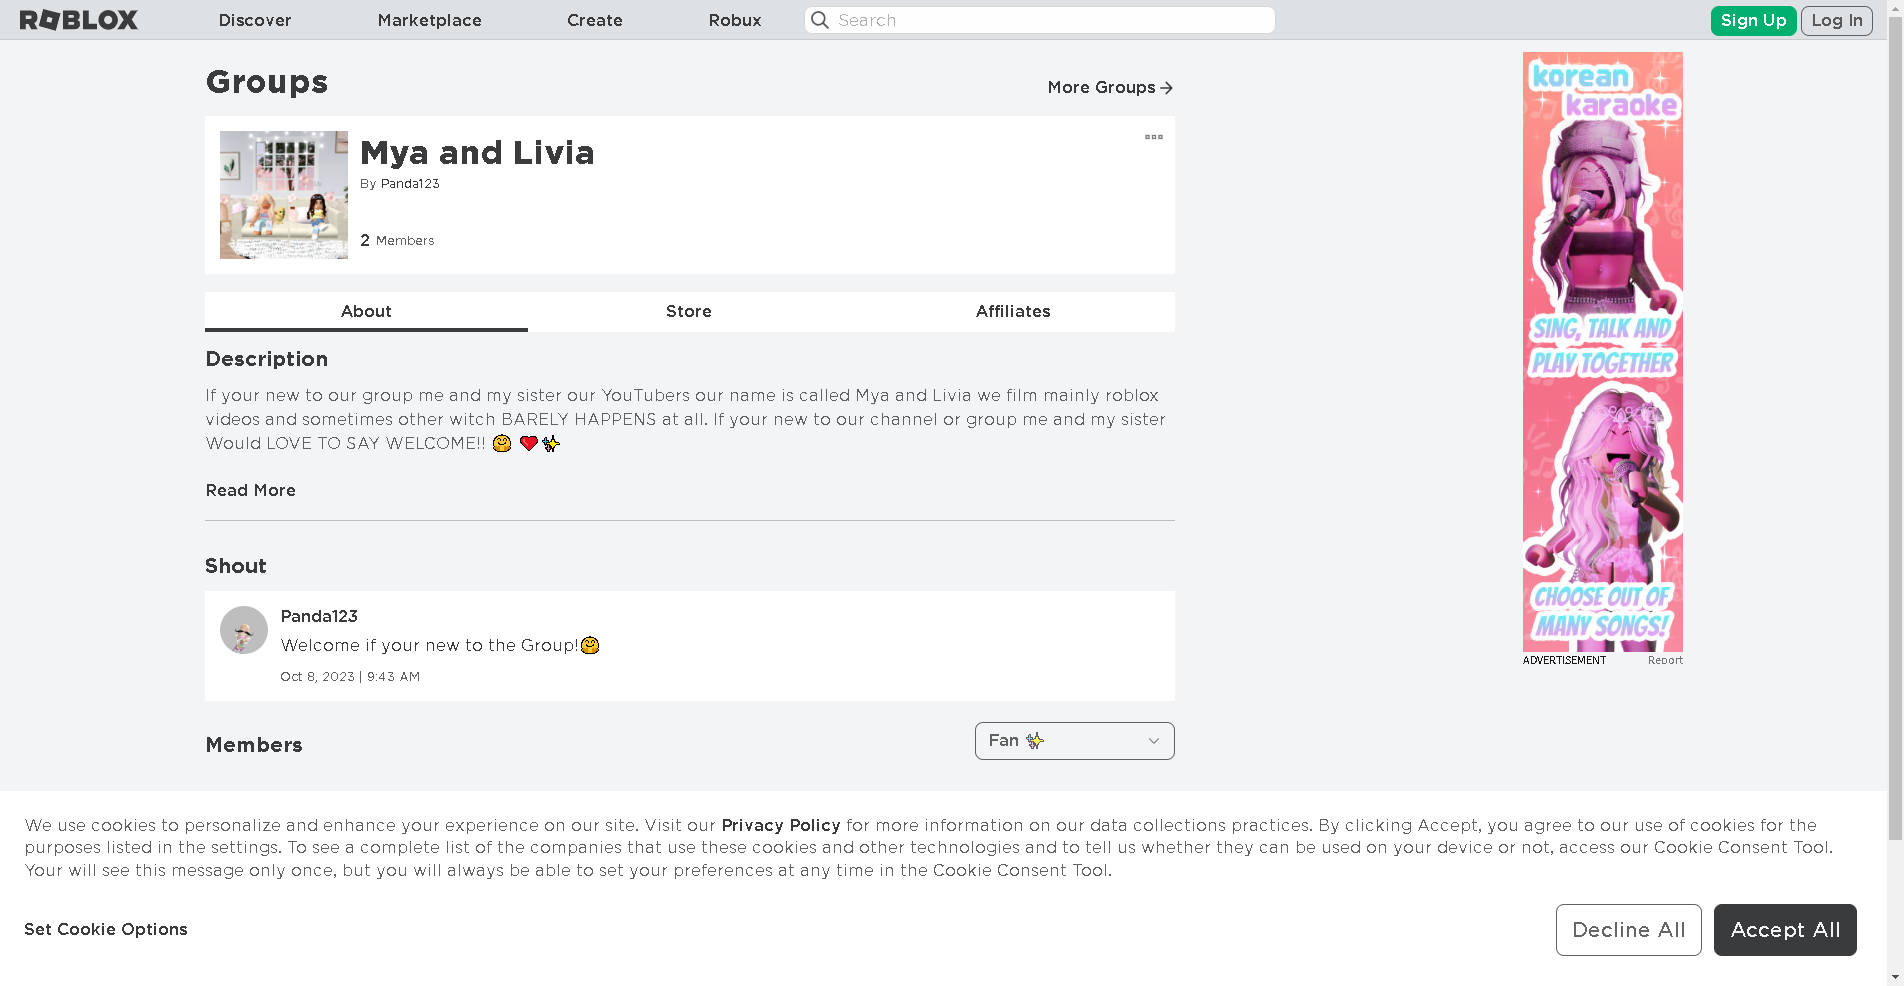 ROBLOX
Discover
Marketplace
Create
Robux
Search
Sign Up
Log In
Groups
More Groups
Mya and Livia
By Panda123
2 Members
About
Store
Affiliates
Description
If your new to our group me and my sister our YouTubers our name is called Mya and Livia we film mainly roblox
videos and sometimes other witch BARELY HAPPENS at all. If your new to our channel or group me and my sister
Would LOVE TO SAY WELCOME!! 🤗 ❤️✨
Read More
Shout
Panda123
Welcome if your new to the Group!🤗
Oct 8, 2023 | 9:43 AM
Members
Fan ✨
korean
karaoke
SING, TALK AND
PLAY TOGETHER
CHOOSE OUT OF
MANY SONGS!
ADVERTISEMENT
Report
We use cookies to personalize and enhance your experience on our site. Visit our Privacy Policy for more information on our data collections practices. By clicking Accept, you agree to our use of cookies for the
purposes listed in the settings. To see a complete list of the companies that use these cookies and other technologies and to tell us whether they can be used on your device or not, access our Cookie Consent Tool.
Your will see this message only once, but you will always be able to set your preferences at any time in the Cookie Consent Tool.
Set Cookie Options
Decline All
Accept All